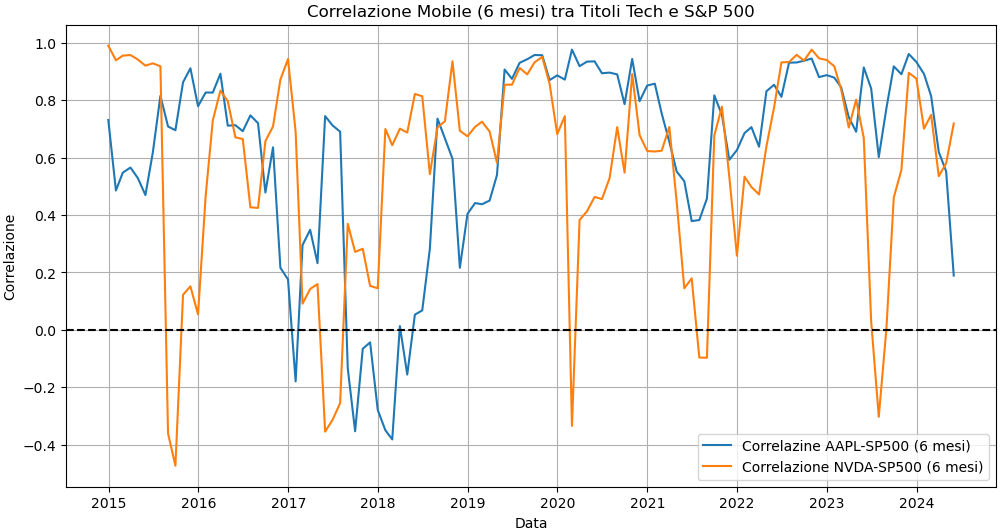 Correlazione Mobile (6 mesi) tra Titoli Tech e S&P 500
Correlazione
1.0
0.8
0.6
0.4
0.2
0.0
−0.2
−0.4
Correlazine AAPL-SP500 (6 mesi)
Correlazione NVDA-SP500 (6 mesi)
2015 2016 2017 2018 2019 2020 2021 2022 2023 2024
Data